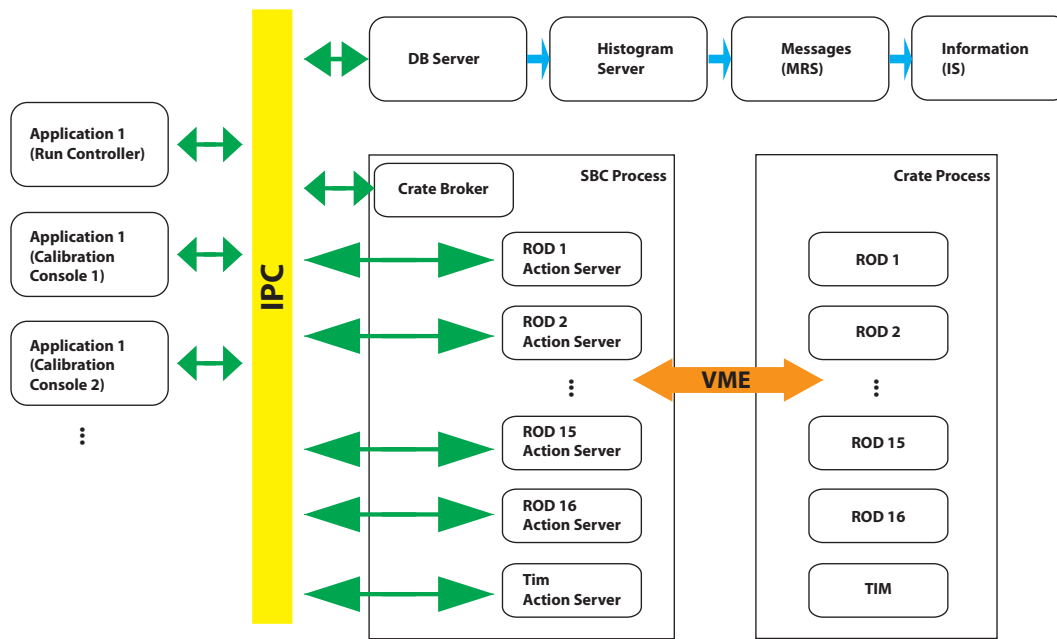 DB Server
Histogram
Server
Messages
(MRS)
Information
(IS)
Application 1
(Run Controller)
Application 1
(Calibration
Console 1)
Application 1
(Calibration
Console 2)
⋮
IPC
SBC Process
Crate Broker
ROD 1
Action Server
ROD 2
Action Server
⋮
ROD 15
Action Server
ROD 16
Action Server
Tim
Action Server
VME
Crate Process
ROD 1
ROD 2
⋮
ROD 15
ROD 16
TIM